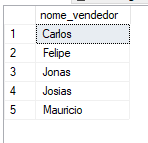 nome_vendedor
1 Carlos
2 Felipe
3 Jonas
4 Josias
5 Mauricio